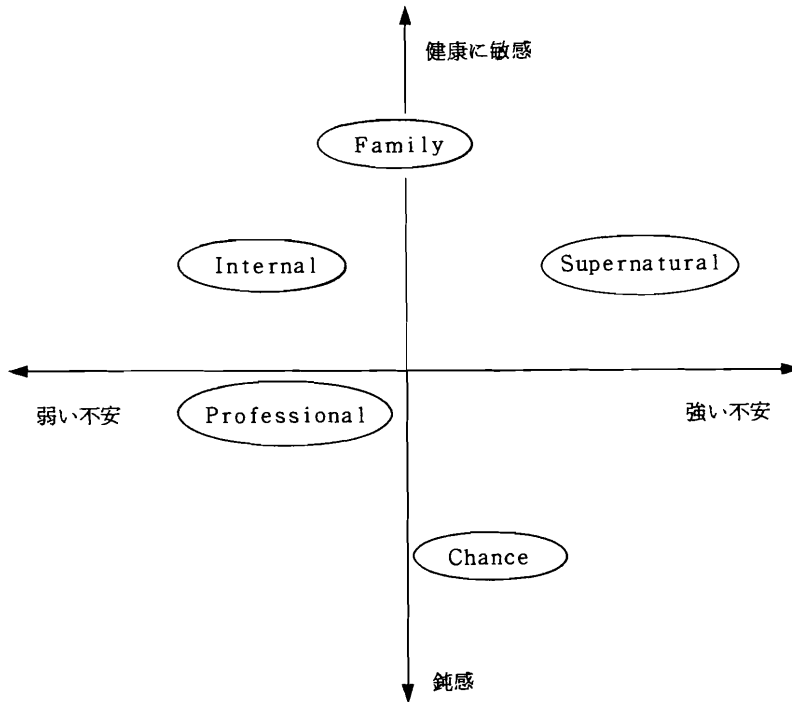 健康に敏感
Family
Internal
Supernatural
弱い不安
Professional
強い不安
Chance
鈍感